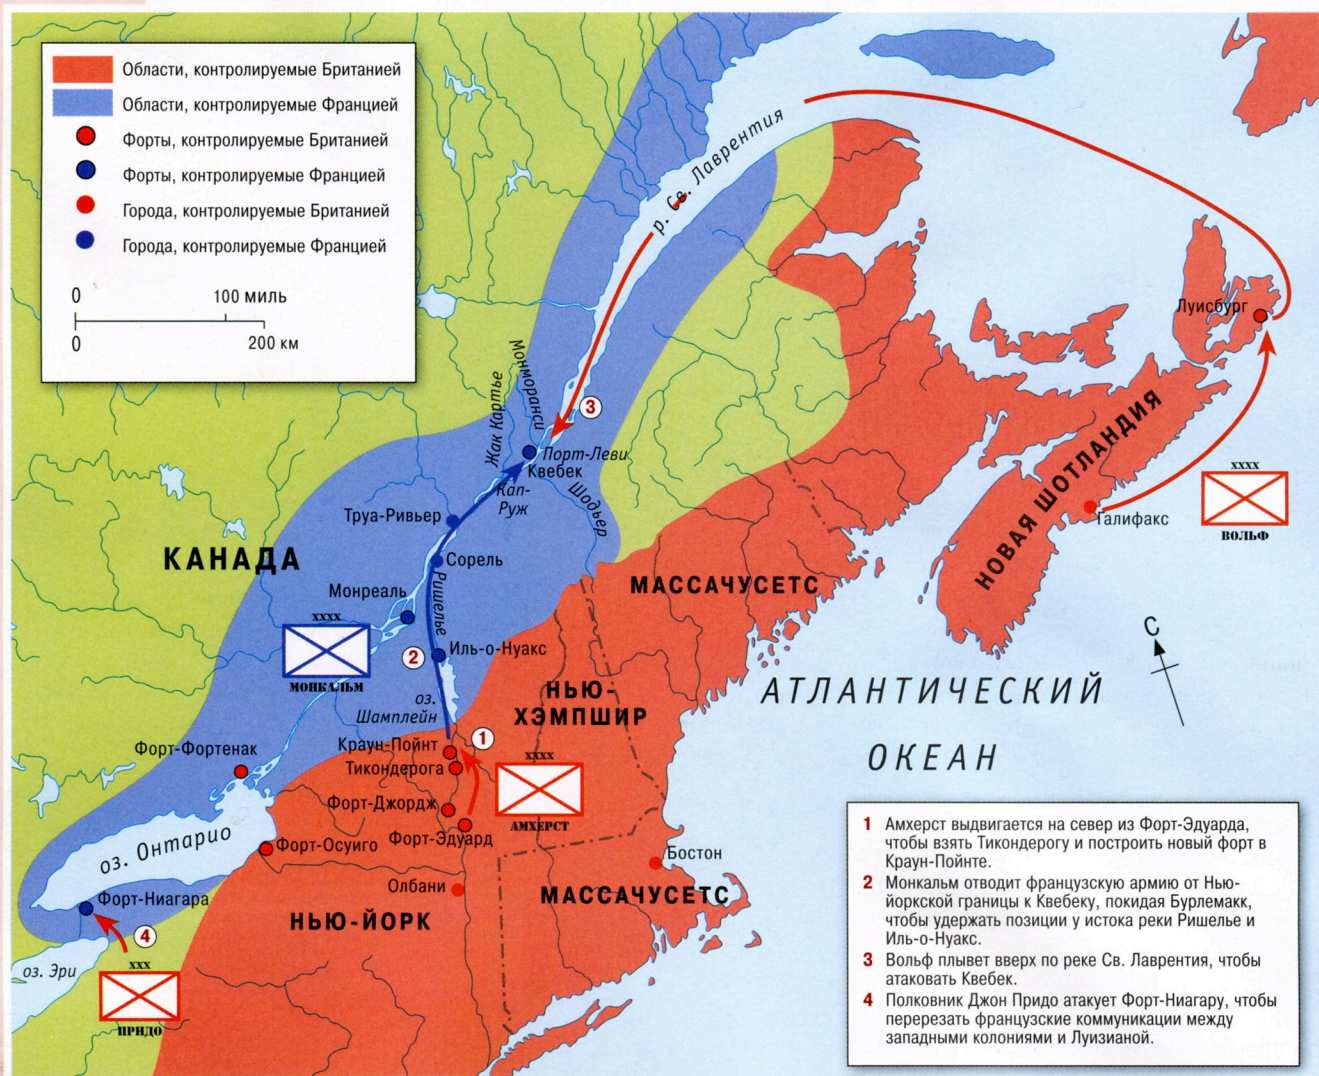 Области, контролируемые Британией
Области, контролируемые Францией
Форты, контролируемые Британией
Форты, контролируемые Францией
Города, контролируемые Британией
Города, контролируемые Францией
0 100 миль
0 200 км
р. Св. Лаврентия
Луисбург
Монморанси
Жак Картье
3
Порт-Леви
Квебек
Кап-
Руж
Шодьер
Труа-Ривьер
НОВАЯ ШОТЛАНДИЯ
Галифакс
xxxx
ВОЛЬФ
КАНАДА
Сорель
Ришелье
Монреаль
МАССАЧУСЕТС
xxxx
МОНКАЛЬМ
2
Иль-о-Нуакс
С
оз.
Шамплейн
НЬЮ-
ХЭМПШИР
АТЛАНТИЧЕСКИЙ
ОКЕАН
Форт-Фортенак
Краун-Пойнт
1
Тикондерога
xxxx
АМХЕРСТ
Форт-Джордж
Форт-Эдуард
оз. Онтарио
Форт-Осуиго
Бостон
Олбани
Форт-Ниагара
НЬЮ-ЙОРК
МАССАЧУСЕТС
4
оз. Эри
xxx
ПРИДО
1 Амхерст выдвигается на север из Форт-Эдуарда,
чтобы взять Тикондерогу и построить новый форт в
Краун-Пойнте.
2 Монкальм отводит французскую армию от Нью-
йоркской границы к Квебеку, покидая Бурлемакк,
чтобы удержать позиции у истока реки Ришелье и
Иль-о-Нуакс.
3 Вольф плывет вверх по реке Св. Лаврентия, чтобы
атаковать Квебек.
4 Полковник Джон Придо атакует Форт-Ниагару, чтобы
перерезать французские коммуникации между
западными колониями и Луизианой.